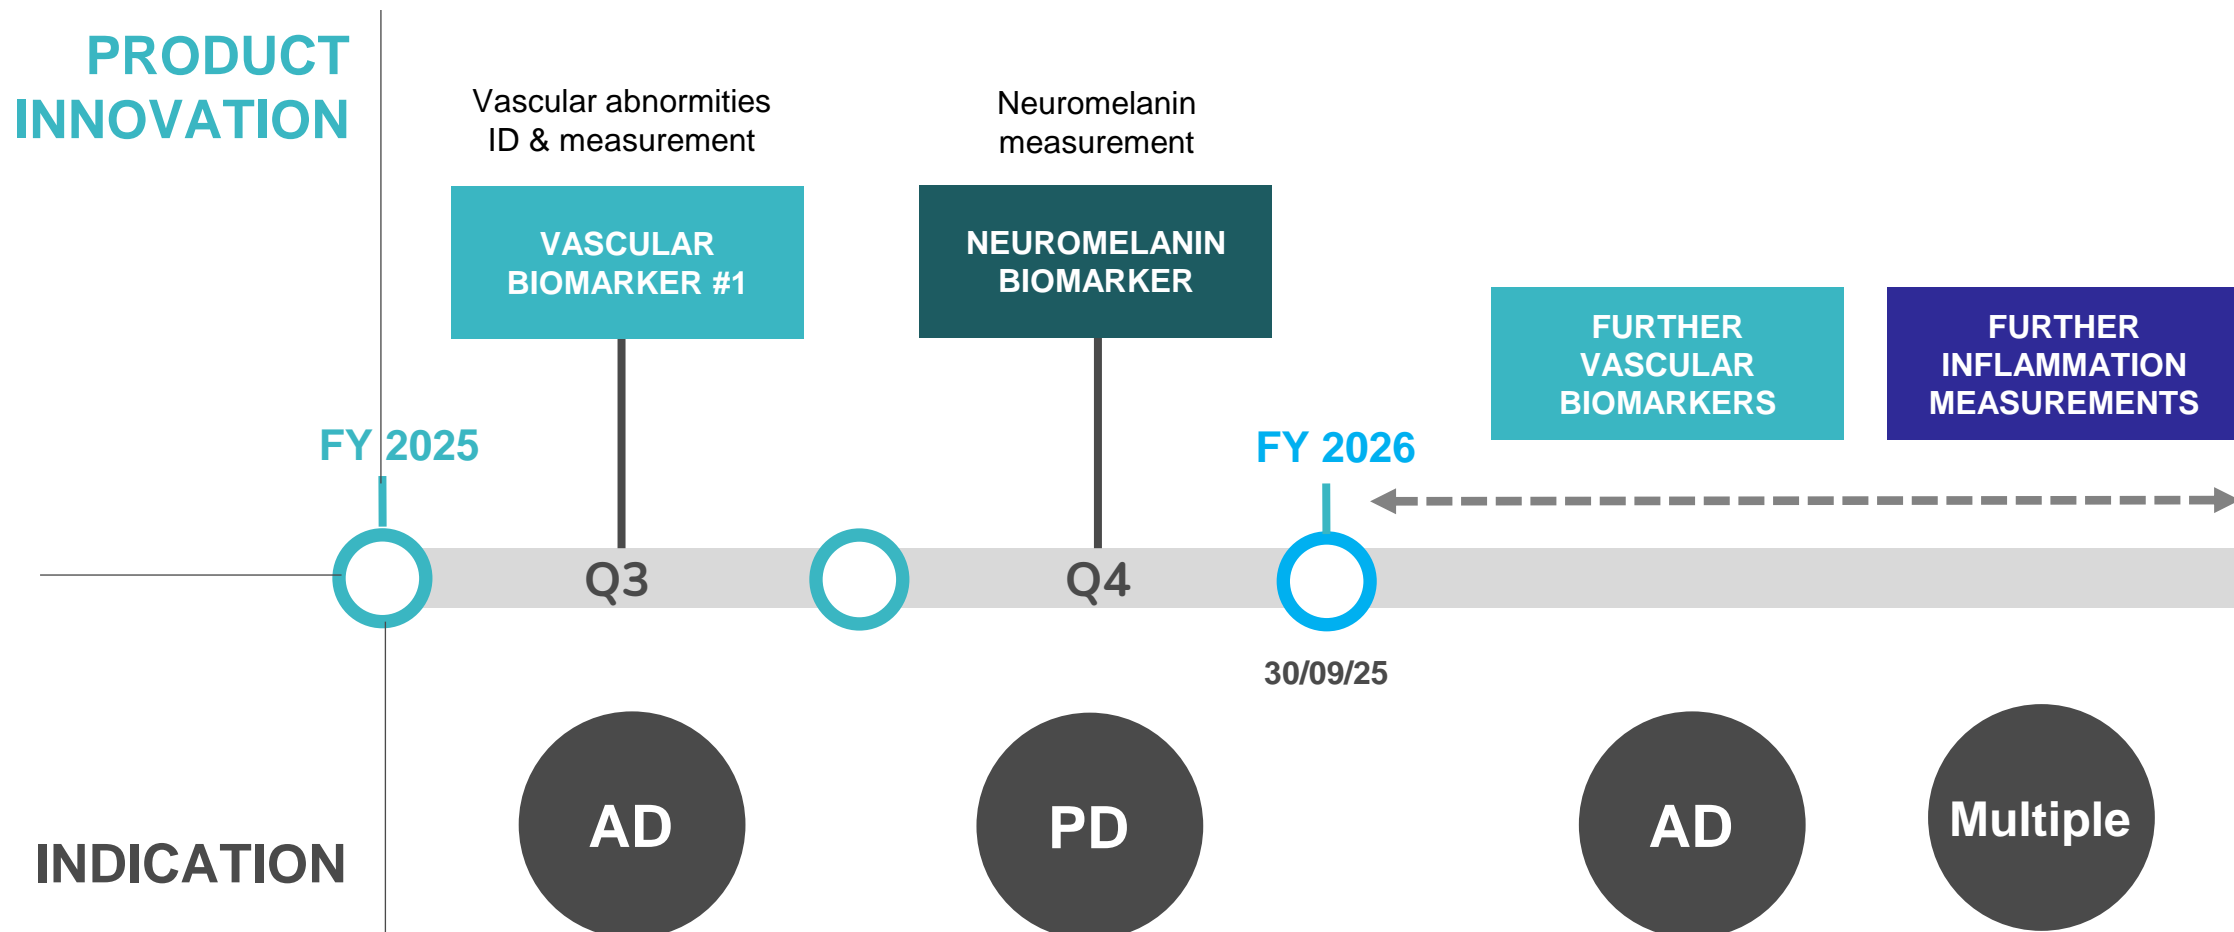 PRODUCT
INNOVATION
Vascular abnormities
ID & measurement
Neuromelanin
measurement
VASCULAR
BIOMARKER #1
NEUROMELANIN
BIOMARKER
FURTHER
VASCULAR
BIOMARKERS
FURTHER
INFLAMMATION
MEASUREMENTS
FY 2025
FY 2026
Q3
Q4
30/09/25
INDICATION
AD
PD
AD
Multiple